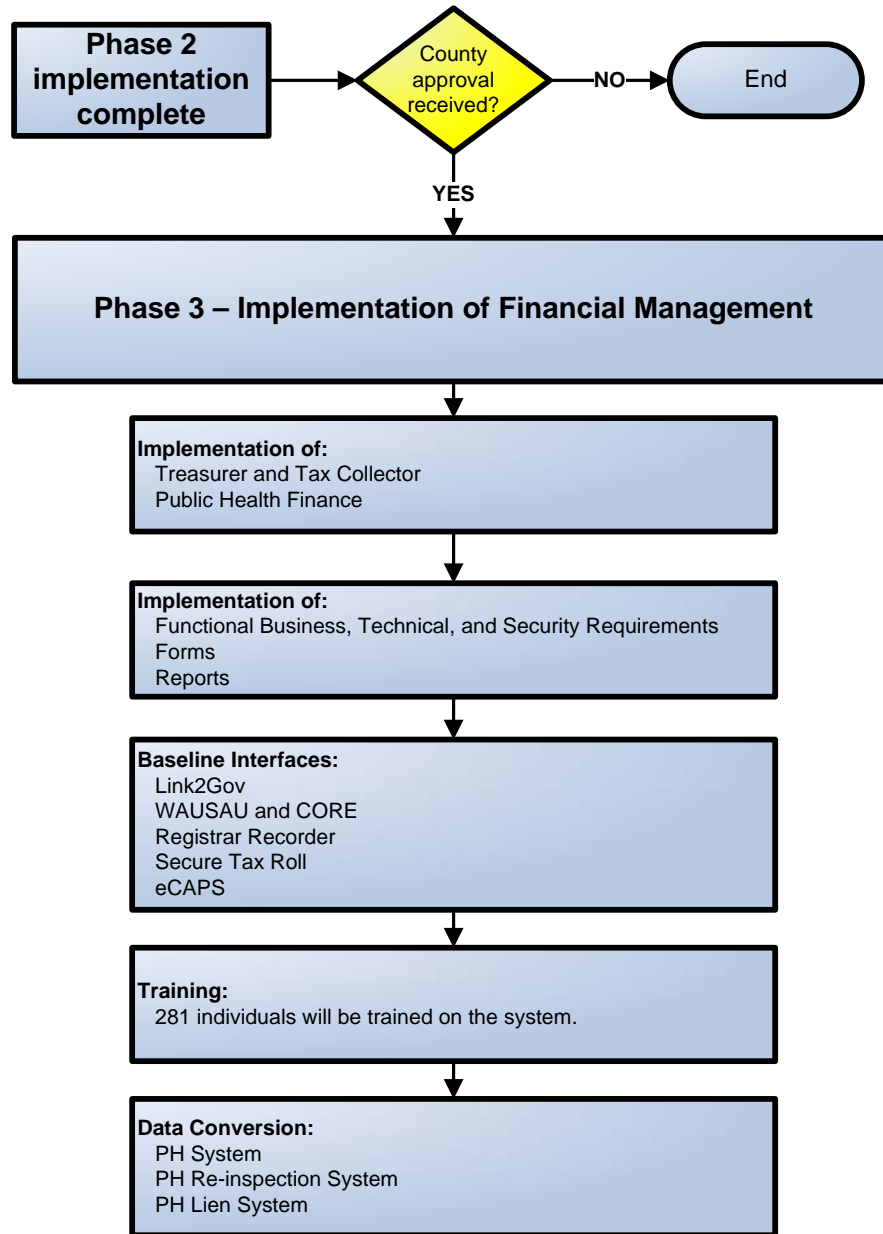 Phase 2
implementation
complete
County
approval
received?
NO
End
YES
Phase 3 – Implementation of Financial Management
Implementation of:
Treasurer and Tax Collector
Public Health Finance
Implementation of:
Functional Business, Technical, and Security Requirements
Forms
Reports
Baseline Interfaces:
Link2Gov
WAUSAU and CORE
Registrar Recorder
Secure Tax Roll
eCAPS
Training:
281 individuals will be trained on the system.
Data Conversion:
PH System
PH Re-inspection System
PH Lien System